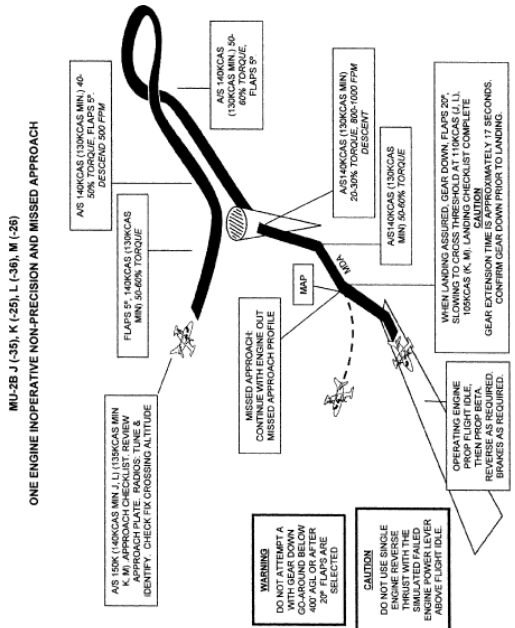 MU-2B J (-35), K (-25), L (-36), M (-26)
ONE ENGINE INOPERATIVE NON-PRECISION AND MISSED APPROACH
A/S 150K (140KCAS MIN J, L) (135KCAS MIN
K, M). APPROACH CHECKLIST. REVIEW
APPROACH PLATE. RADIOS: TUNE &
IDENTIFY. CHECK FIX CROSSING ALTITUDE
FLAPS 5º, 140KCAS (130KCAS
MIN) 50-60% TORQUE
A/S 140KCAS (130KCAS MIN.) 40-
50% TORQUE, FLAPS 5º.
DESCEND 500 FPM
A/S 140KCAS
(130KCAS MIN.) 50-
60% TORQUE,
FLAPS 5º.
A/S140KCAS (130KCAS MIN)
20-30% TORQUE, 800-1000 FPM
DESCENT
A/S140KCAS (130KCAS
MIN) 50-60% TORQUE
MDA
MAP
MISSED APPROACH:
CONTINUE WITH ENGINE OUT
MISSED APPROACH PROFILE
WHEN LANDING ASSURED, GEAR DOWN, FLAPS 20º,
SLOWING TO CROSS THRESHOLD AT 110KCAS (J, L),
105KCAS (K, M). LANDING CHECKLIST COMPLETE
CAUTION
GEAR EXTENSION TIME IS APPROXIMATELY 17 SECONDS.
CONFIRM GEAR DOWN PRIOR TO LANDING.
OPERATING ENGINE
PROP FLIGHT IDLE,
THEN PROP BETA.
REVERSE AS REQUIRED.
BRAKES AS REQUIRED.
WARNING
DO NOT ATTEMPT A
GO-AROUND BELOW
WITH GEAR DOWN
400' AGL OR AFTER
20º FLAPS ARE
SELECTED
CAUTION
DO NOT USE SINGLE
ENGINE REVERSE
THRUST WITH THE
SIMULATED FAILED
ENGINE POWER LEVER
ABOVE FLIGHT IDLE.